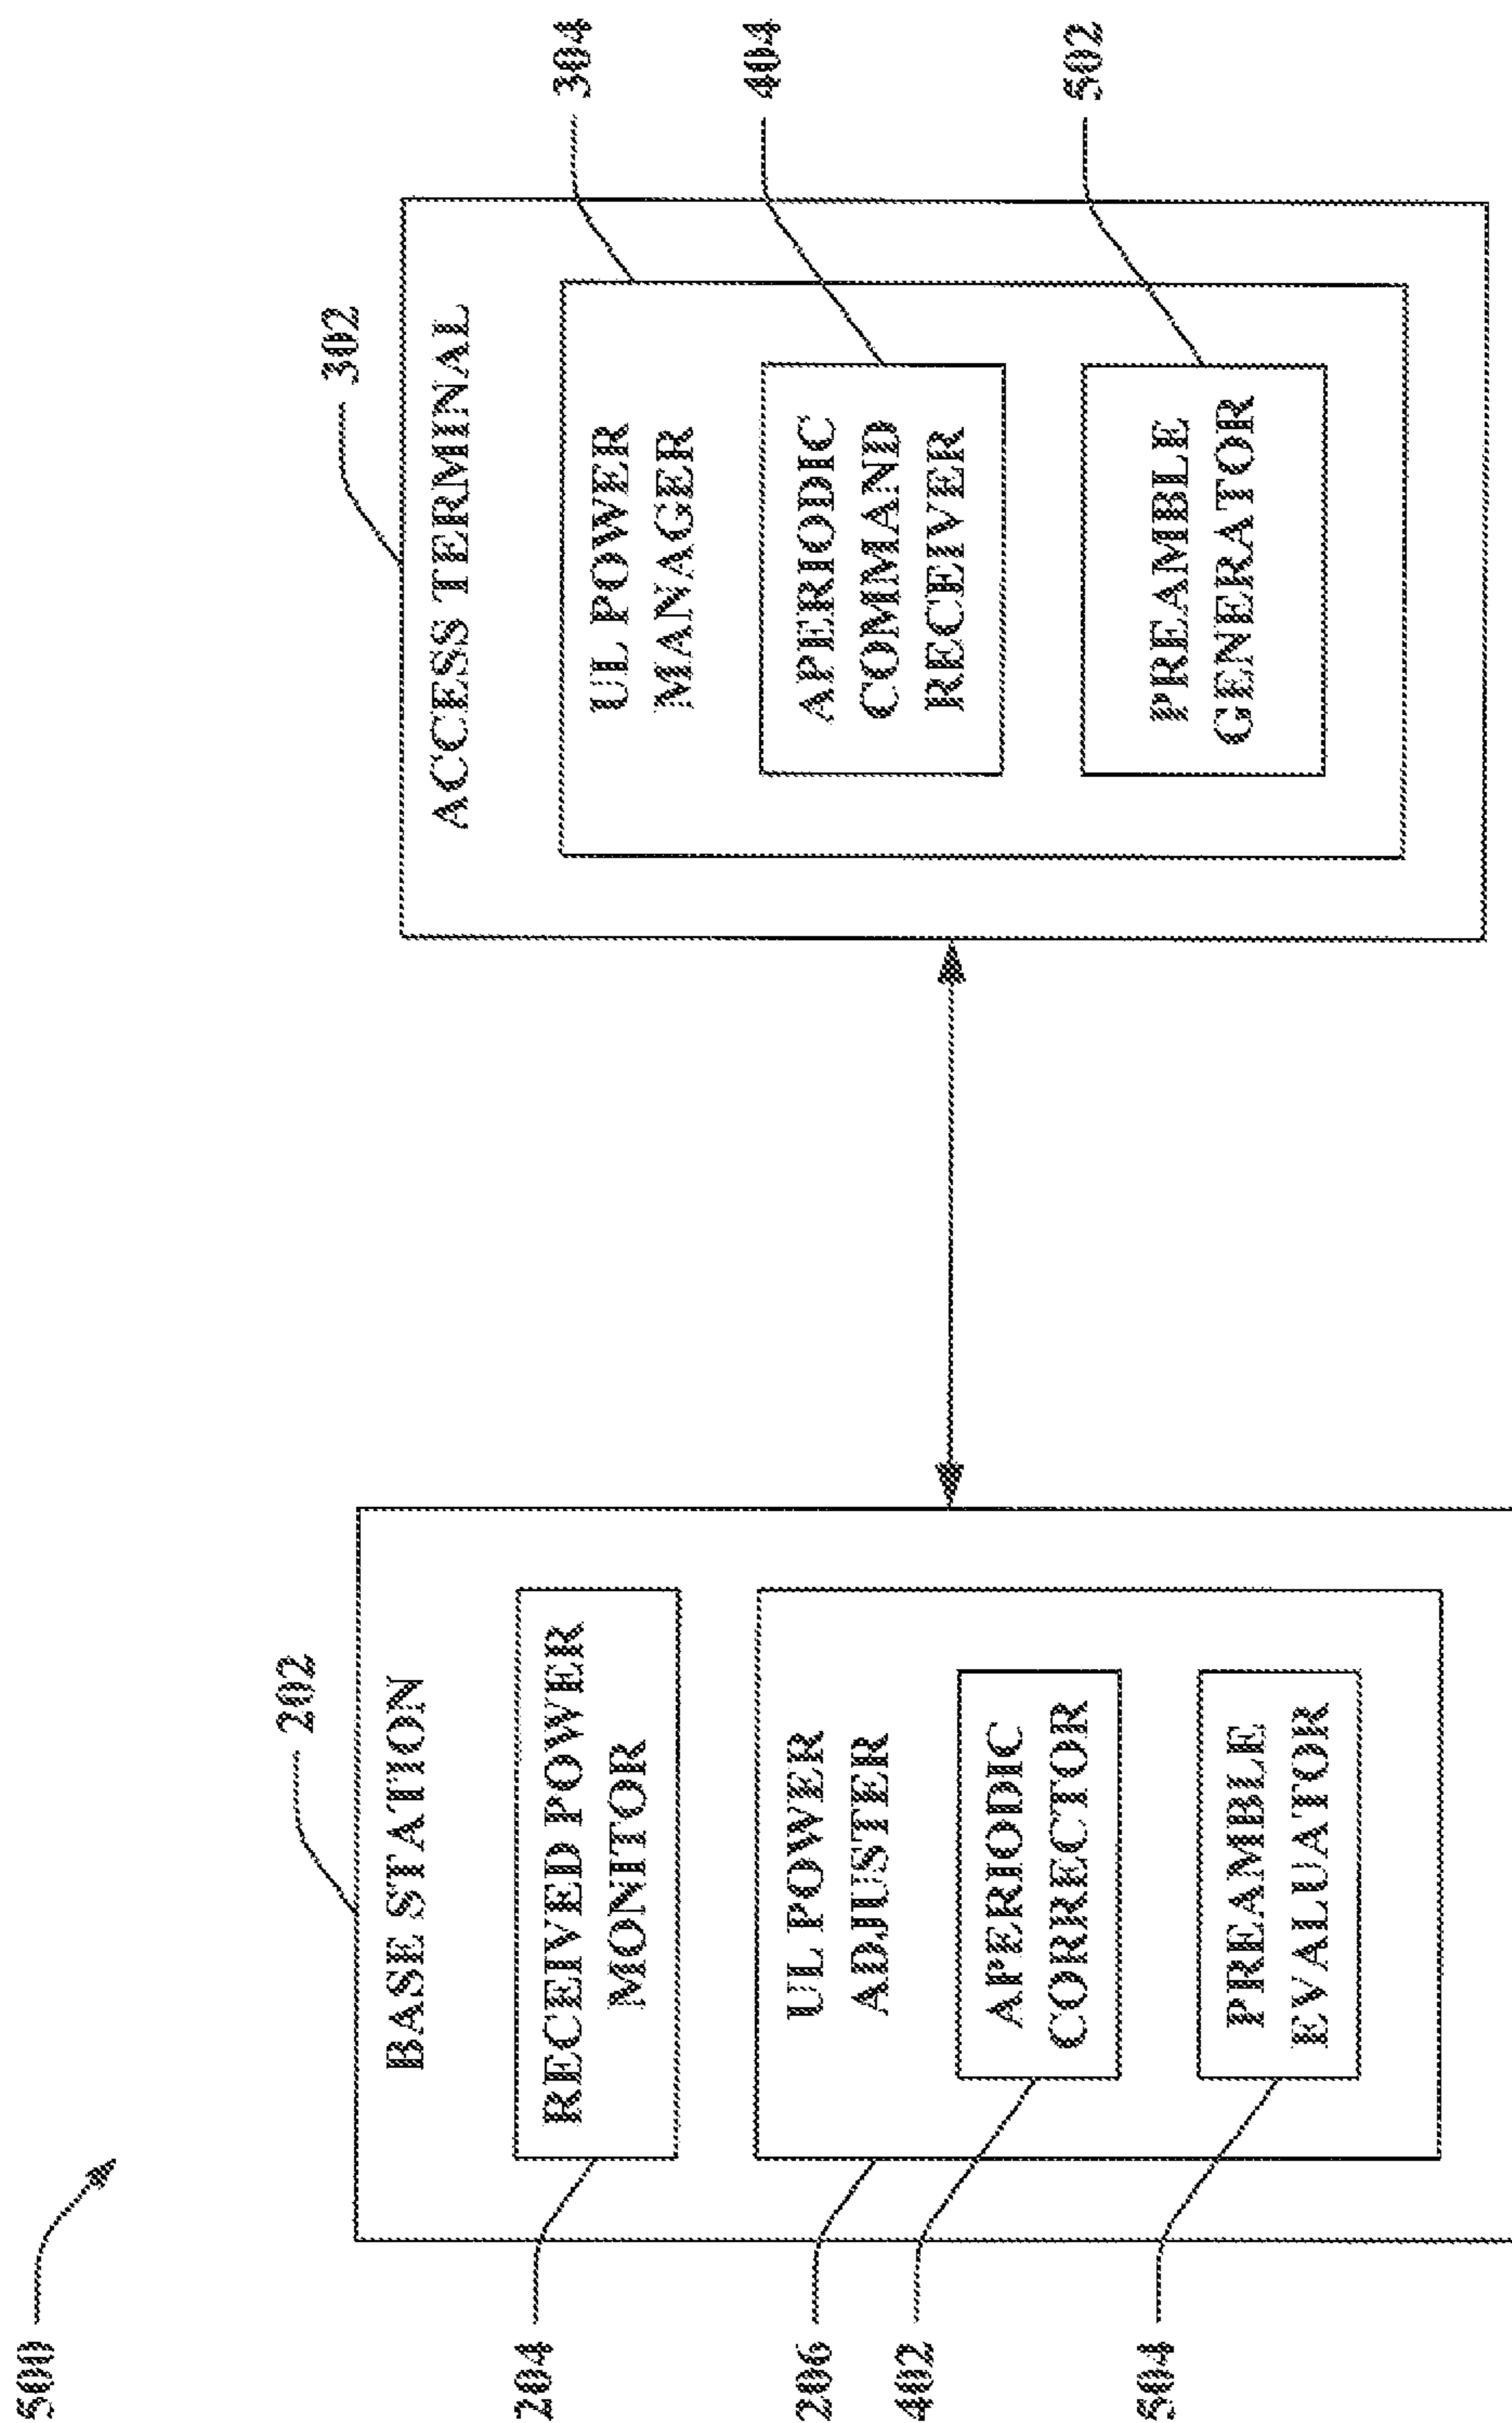 500
202
BASE STATION
204
RECEIVED POWER
MONITOR
206
UL POWER
ADJUSTER
402
APERIODIC
CORRECTOR
504
PREAMBLE
EVALUATOR
302
ACCESS TERMINAL
304
UL POWER
MANAGER
404
APERIODIC
COMMAND
RECEIVER
502
PREAMBLE
GENERATOR